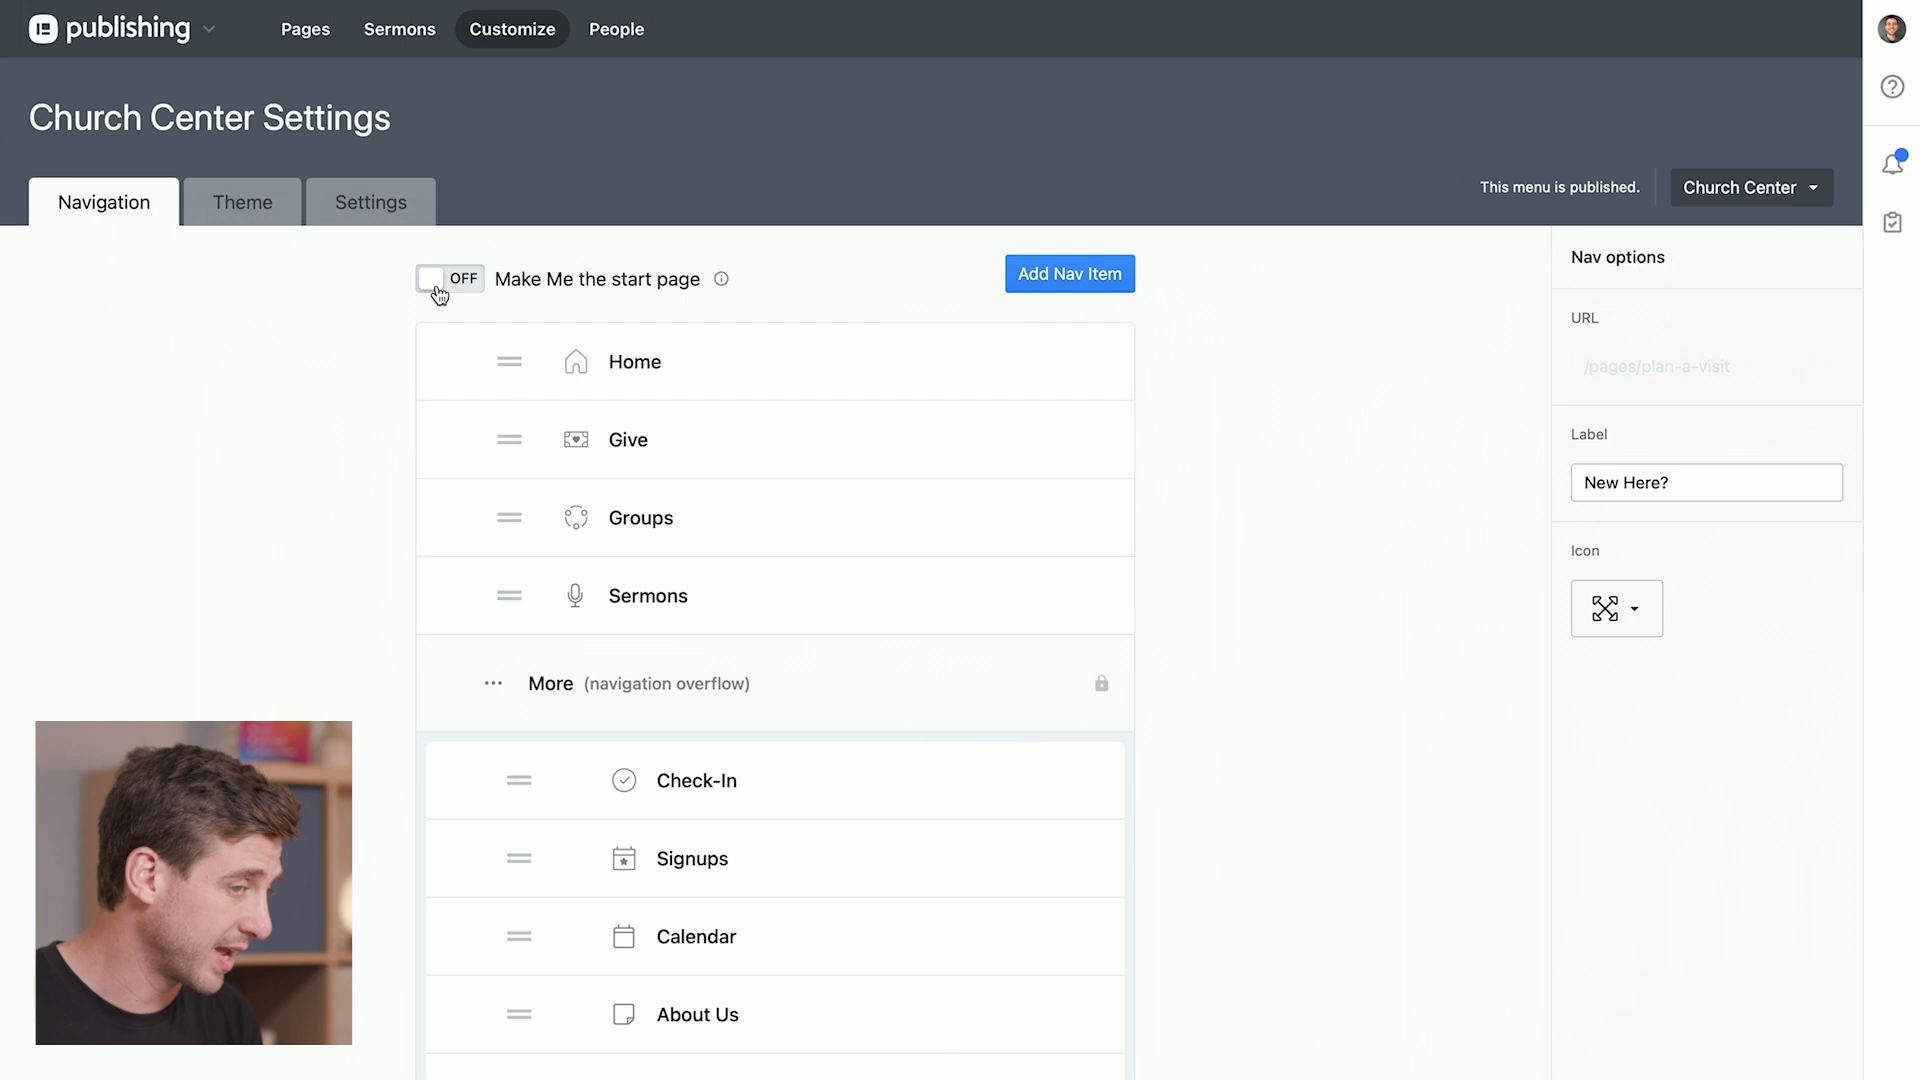 publishing
Pages
Sermons
Customize
People
Church Center Settings
Navigation
Theme
Settings
This menu is published.
Church Center
OFF
Make Me the start page
Add Nav Item
Home
Give
Groups
Sermons
More (navigation overflow)
Check-In
Signups
Calendar
About Us
Nav options
URL
/pages/plan-a-visit
Label
New Here?
Icon